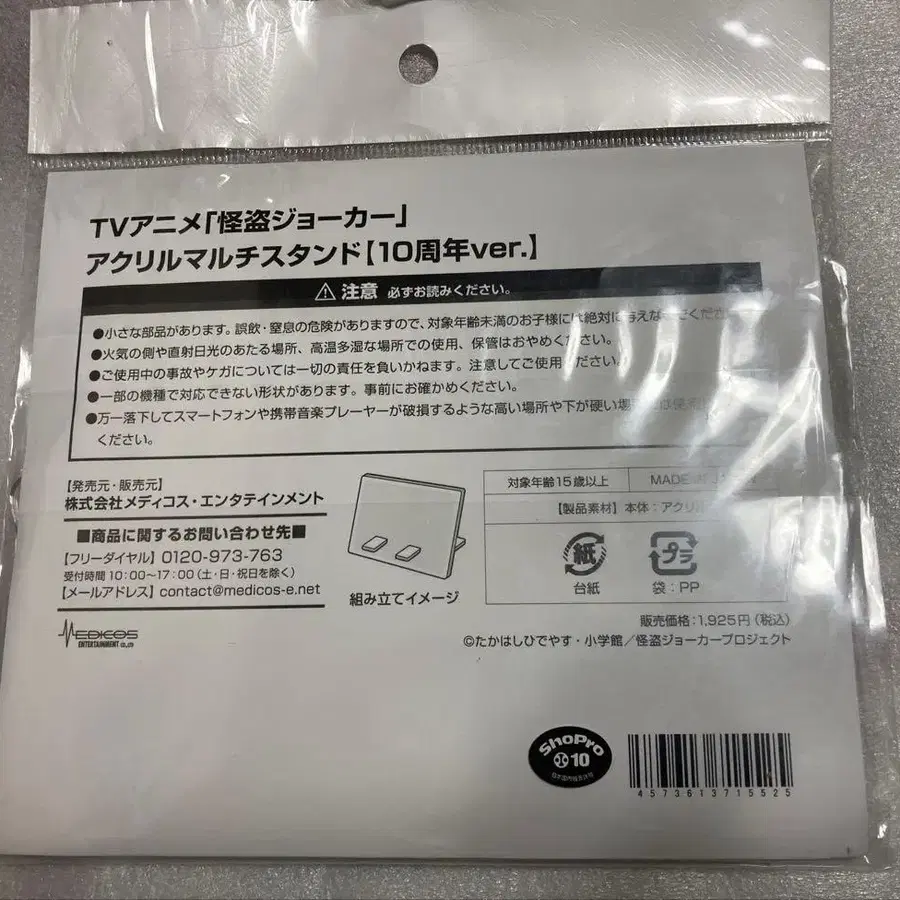 TVアニメ「怪盗ジョーカー」
アクリルマルチスタンド【10周年ver.】
注意 必ずお読みください。
●小さな部品があります。誤飲・窒息の危険がありますので、対象年齢未満のお子様には絶対に与えな
●火気の側や直射日光のあたる場所、高温多湿な場所での使用、保管はおやめください。
●ご使用中の事故やケガについては一切の責任を負いかねます。注意してご使用ください。
●一部の機種で対応できない形状があります。事前にお確かめください。
●万一落下してスマートフォンや携帯音楽プレーヤーが破損するような高い場所や下が硬い場
ください。
【発売元・販売元】
株式会社メディコス・エンタテインメント
■商品に関するお問い合わせ先■
【フリーダイヤル】0120-973-763
受付時間 10:00〜17:00(土・日・祝日を除く)
【メールアドレス】contact@medicos-e.net
MEDICOS
ENTERTAINMENT CO.,LTD
組み立てイメージ
対象年齢15歳以上
MADE
【製品素材】本体:アクリル
紙
台紙
プラ
袋:PP
販売価格:1,925円(税込)
©たかはしひでやす・小学館/怪盗ジョーカープロジェクト
ShoPro
10
4573613715525